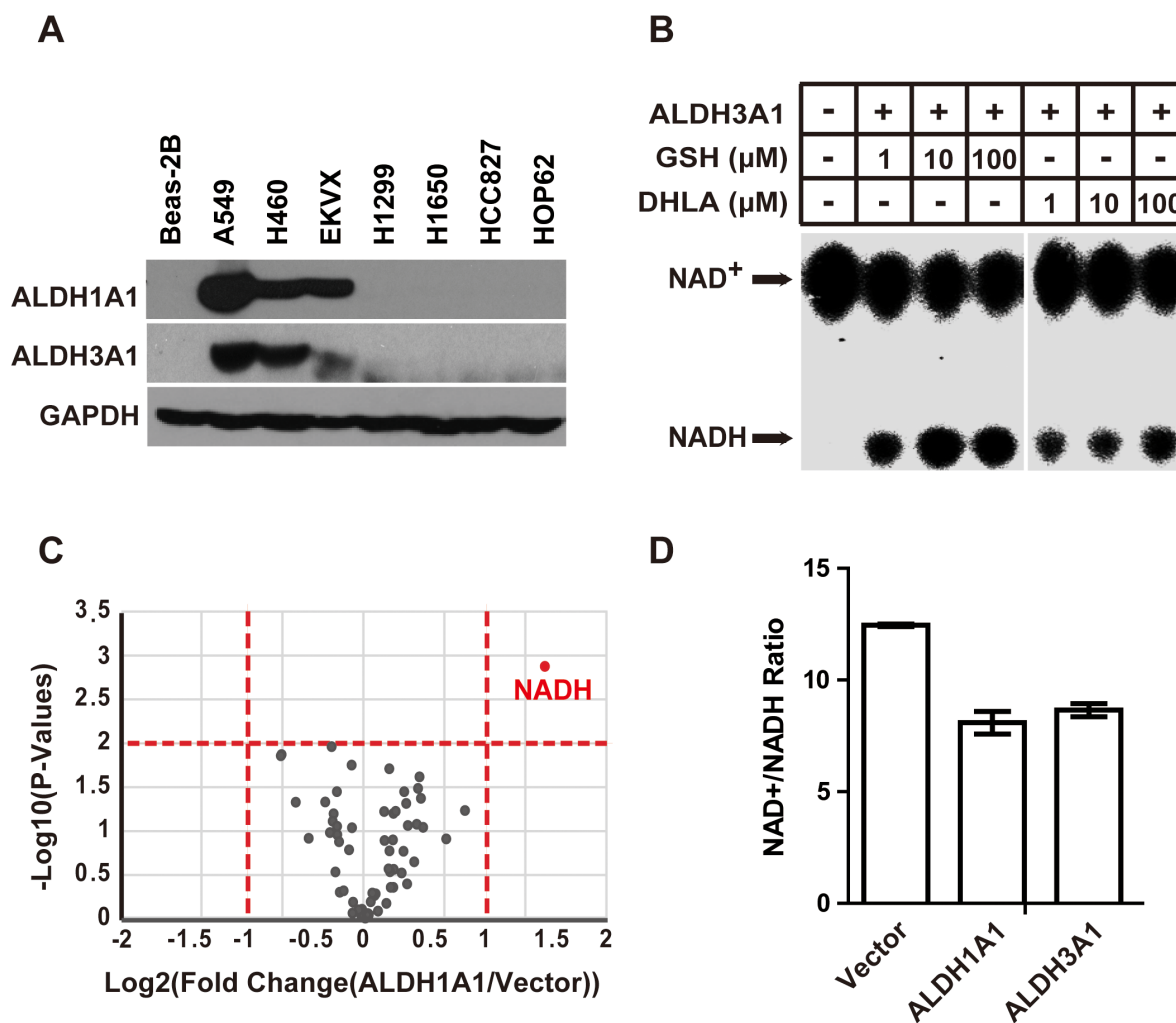 A
Beas-2B
A549
H460
EKVX
H1299
H1650
HCC827
HOP62
ALDH1A1
ALDH3A1
GAPDH
B
ALDH3A1 - + + + + + +
GSH (µM) - 1 10 100 - - -
DHLA (µM) - - - - 1 10 100
NAD+
NADH
C
-Log10(P-Values)
3.5
3
2.5
2
1.5
1
0.5
0
NADH
-2 -1.5 -1 -0.5 0 0.5 1 1.5 2
Log2(Fold Change(ALDH1A1/Vector))
D
NAD+/NADH Ratio
15
10
5
0
Vector
ALDH1A1
ALDH3A1